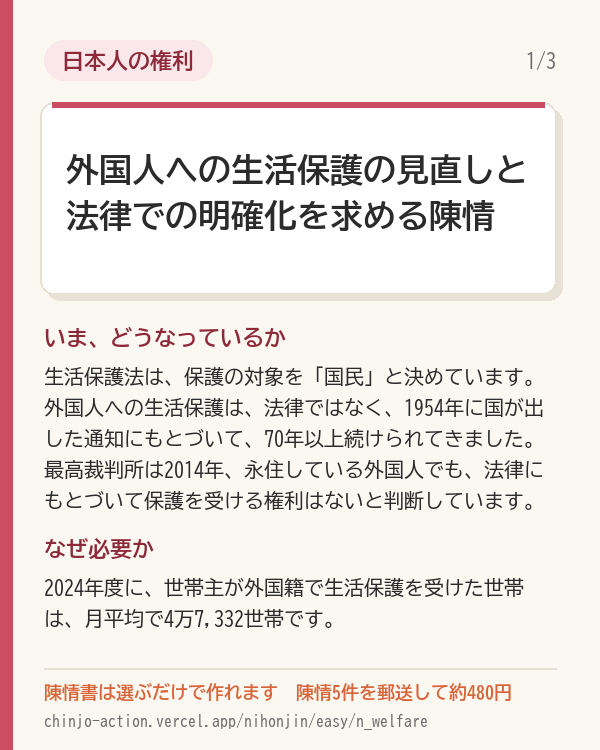 日本人の権利
1/3
外国人への生活保護の見直しと
法律での明確化を求める陳情
いま、どうなっているか
生活保護法は、保護の対象を「国民」と決めています。
外国人への生活保護は、法律ではなく、1954年に国が出
した通知にもとづいて、70年以上続けられてきました。
最高裁判所は2014年、永住している外国人でも、法律に
もとづいて保護を受ける権利はないと判断しています。
なぜ必要か
2024年度に、世帯主が外国籍で生活保護を受けた世帯
は、月平均で4万7,332世帯です。
陳情書は選ぶだけで作れます　陳情5件を郵送して約480円
chinjo-action.vercel.app/nihonjin/easy/n_welfare